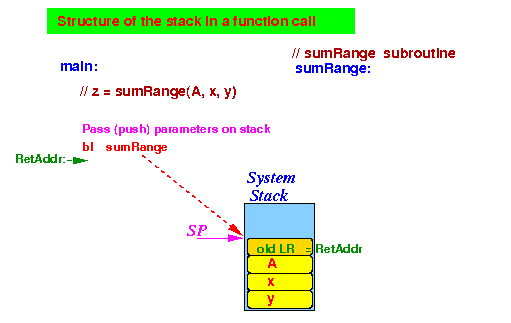 Structure of the stack in a function call
// sumRange subroutine
main:
sumRange:
// z = sumRange(A, x, y)
Pass (push) parameters on stack
bl sumRange
RetAddr:
System
Stack
SP
old LR = RetAddr
A
x
y